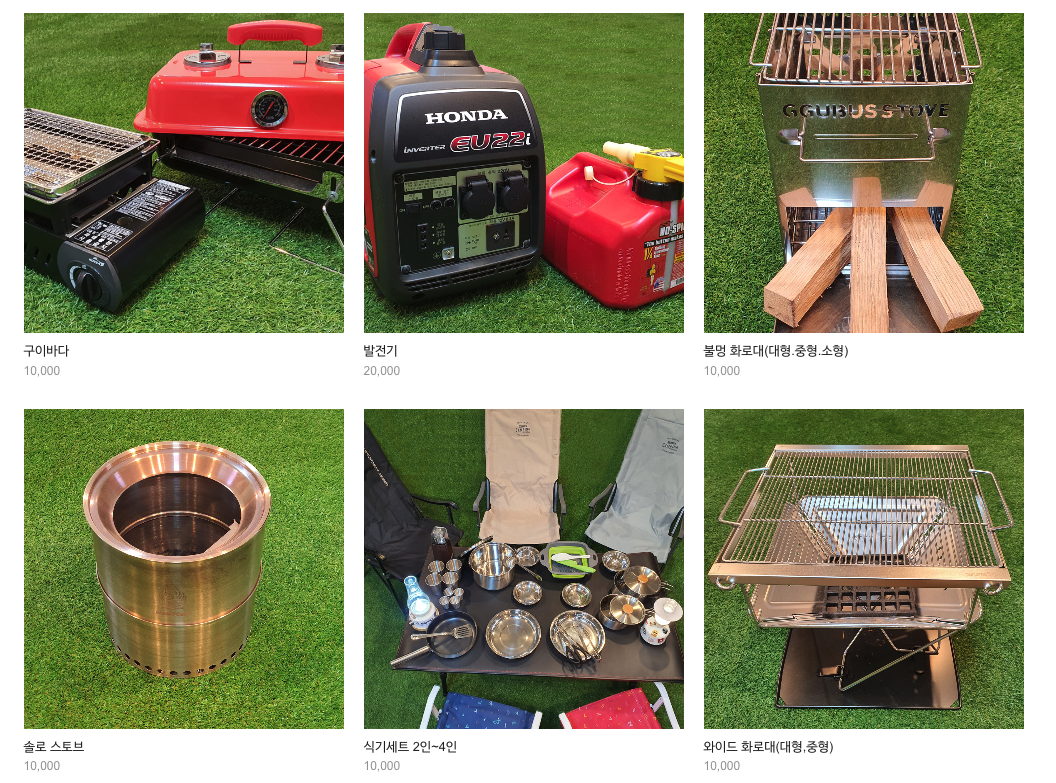 HONDA
INVERTER EU22i
NO-SP
GGUBUS STOVE
구이바다
10,000
발전기
20,000
불멍 화로대(대형.중형.소형)
10,000
솔로 스토브
10,000
식기세트 2인~4인
10,000
와이드 화로대(대형,중형)
10,000